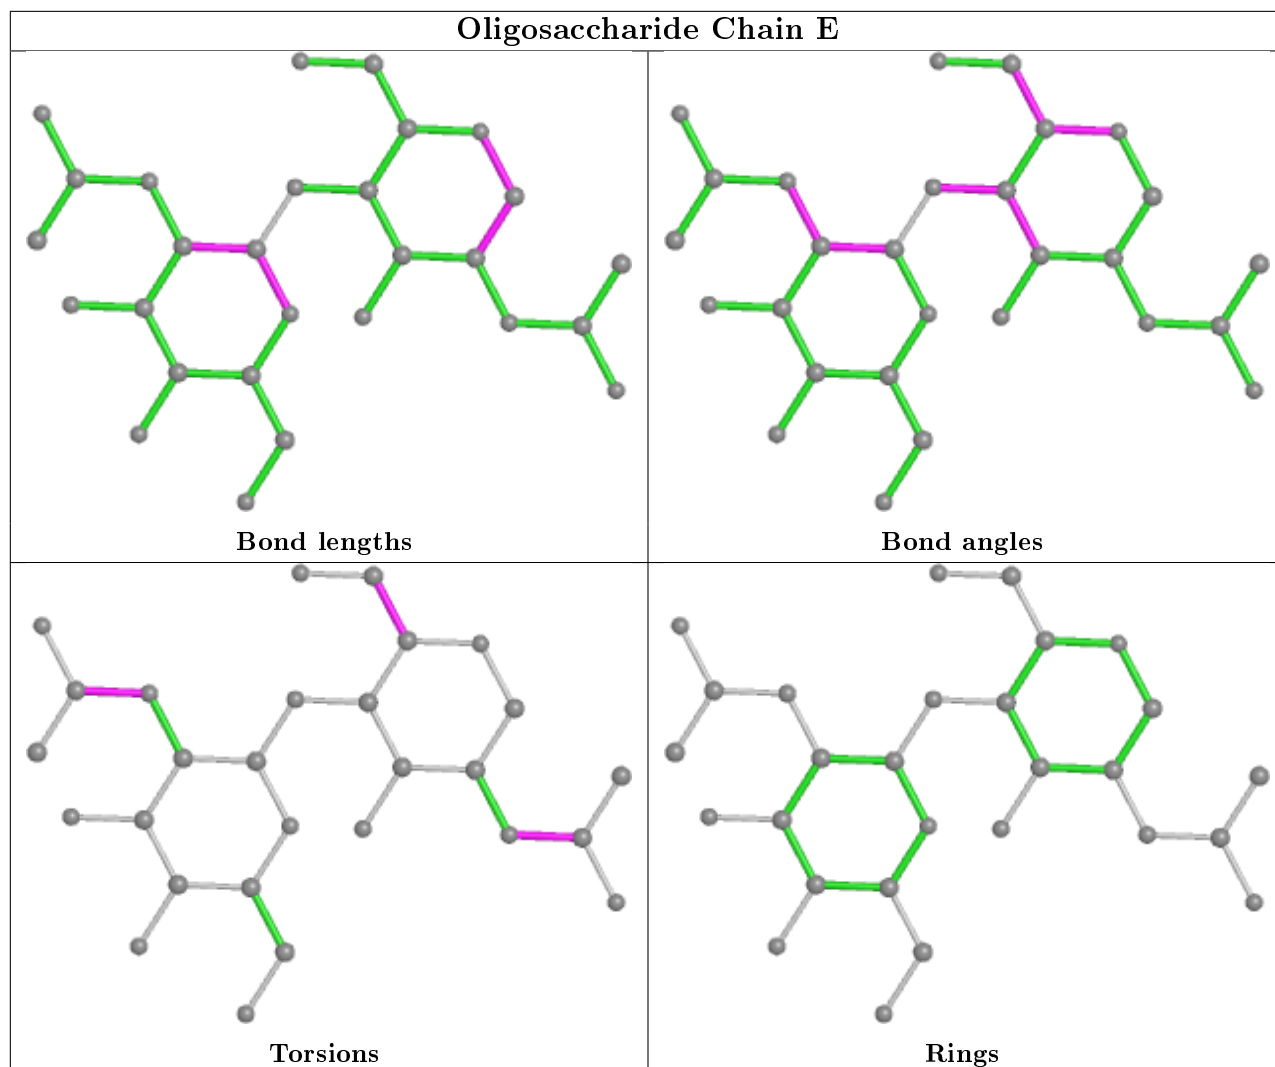 Oligosaccharide Chain E
Bond lengths
Bond angles
Torsions
Rings